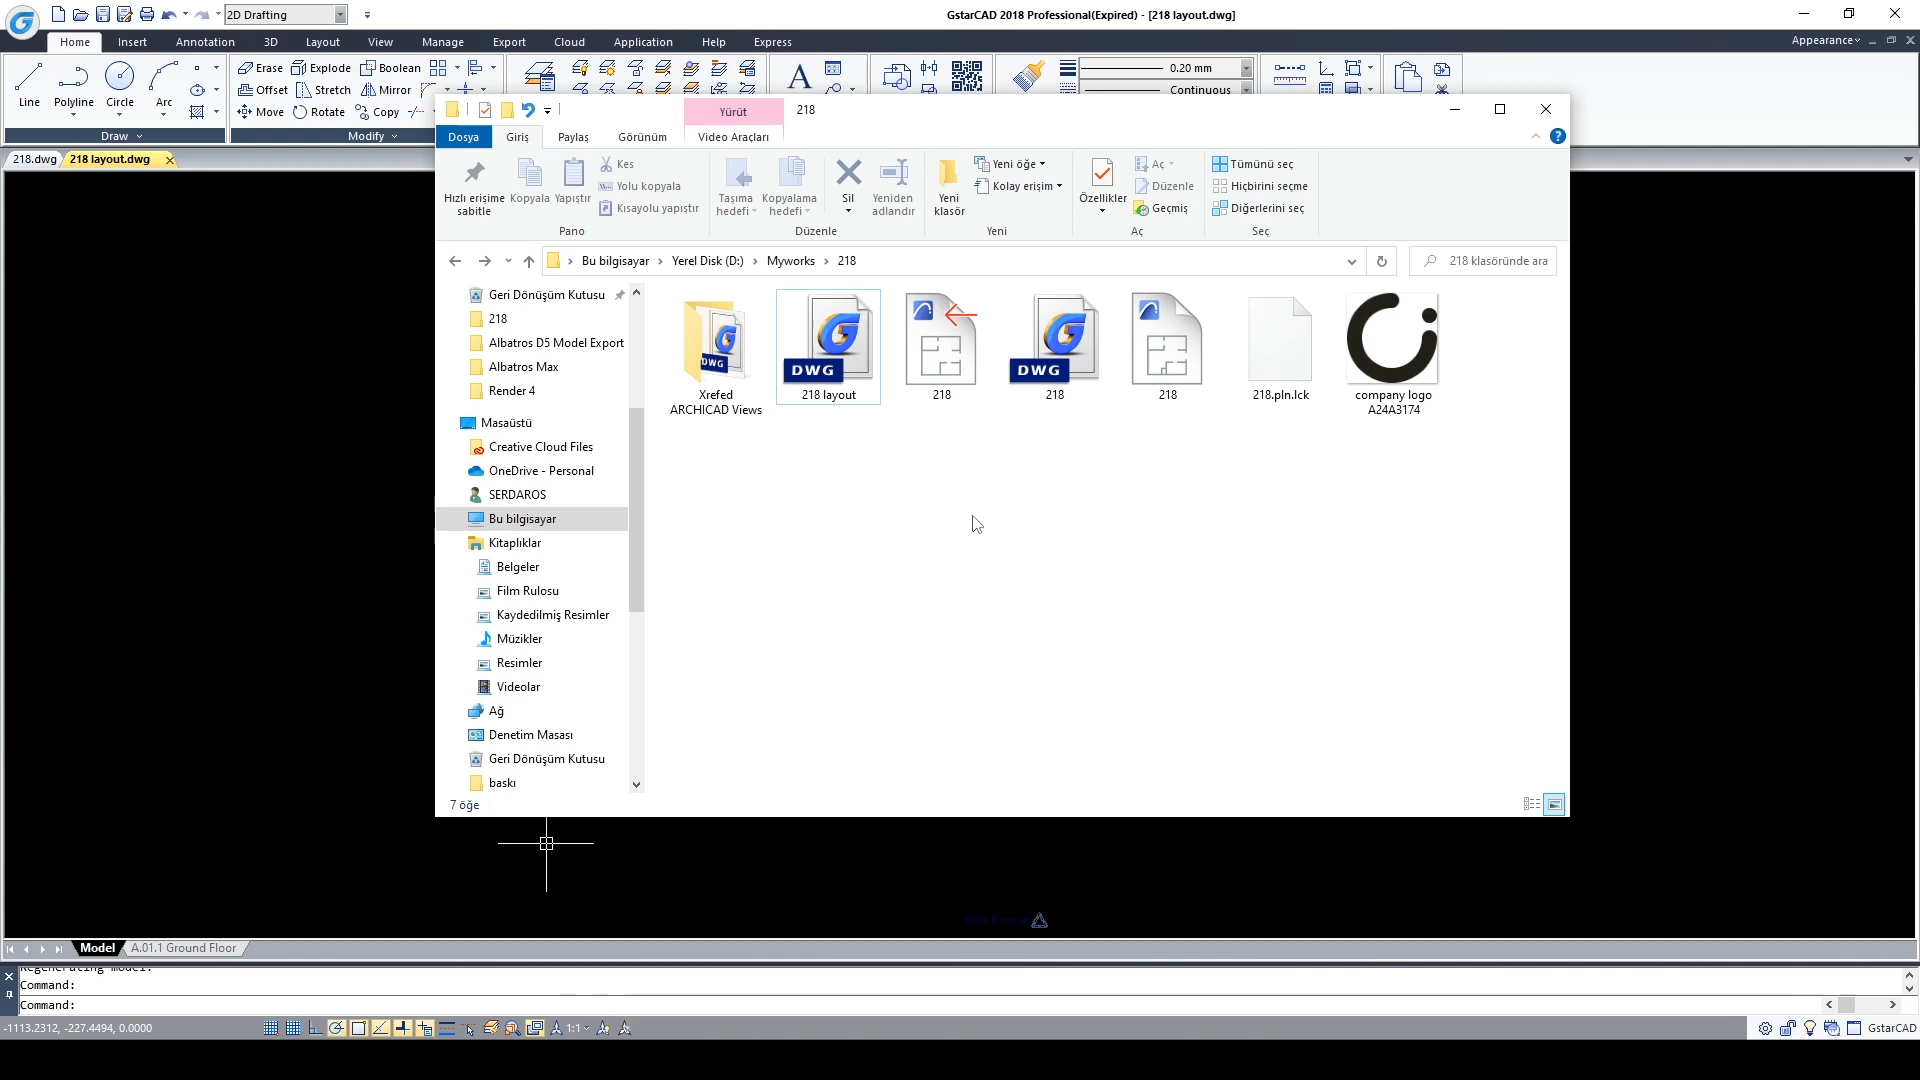 2D Drafting
GstarCAD 2018 Professional(Expired) - [218 layout.dwg]
Home Insert Annotation 3D Layout View Manage Export Cloud Application Help Express
Appearance
Line Polyline Circle Arc
Erase Explode Boolean
Offset Stretch Mirror
Move Rotate Copy
Draw
Modify
A
0.20 mm
Continuous
218.dwg 218 layout.dwg
Yürüt 218
Dosya Giriş Paylaş Görünüm Video Araçları
Hızlı erişime sabitle
Kopyala Yapıştır
Kes
Yolu kopyala
Kısayolu yapıştır
Pano
Taşıma hedefi
Kopyalama hedefi
Sil
Yeniden adlandır
Düzenle
Yeni klasör
Yeni öğe
Kolay erişim
Yeni
Özellikler
Aç
Düzenle
Geçmiş
Aç
Tümünü seç
Hiçbirini seçme
Diğerlerini seç
Seç
Bu bilgisayar Yerel Disk (D:) Myworks 218
218 klasöründe ara
Geri Dönüşüm Kutusu
218
Albatros D5 Model Export
Albatros Max
Render 4
Masaüstü
Creative Cloud Files
OneDrive - Personal
SERDAROS
Bu bilgisayar
Kitaplıklar
Belgeler
Film Rulosu
Kaydedilmiş Resimler
Müzikler
Resimler
Videolar
Ağ
Denetim Masası
Geri Dönüşüm Kutusu
baskı
DWG DWG DWG
Xrefed ARCHICAD Views
218 layout
218
218
218
218.pln.lck
company logo A24A3174
7 öğe
Model A.01.1 Ground Floor
Regenerating model.
Command:
Command:
-1113.2312, -227.4494, 0.0000
1:1
GstarCAD